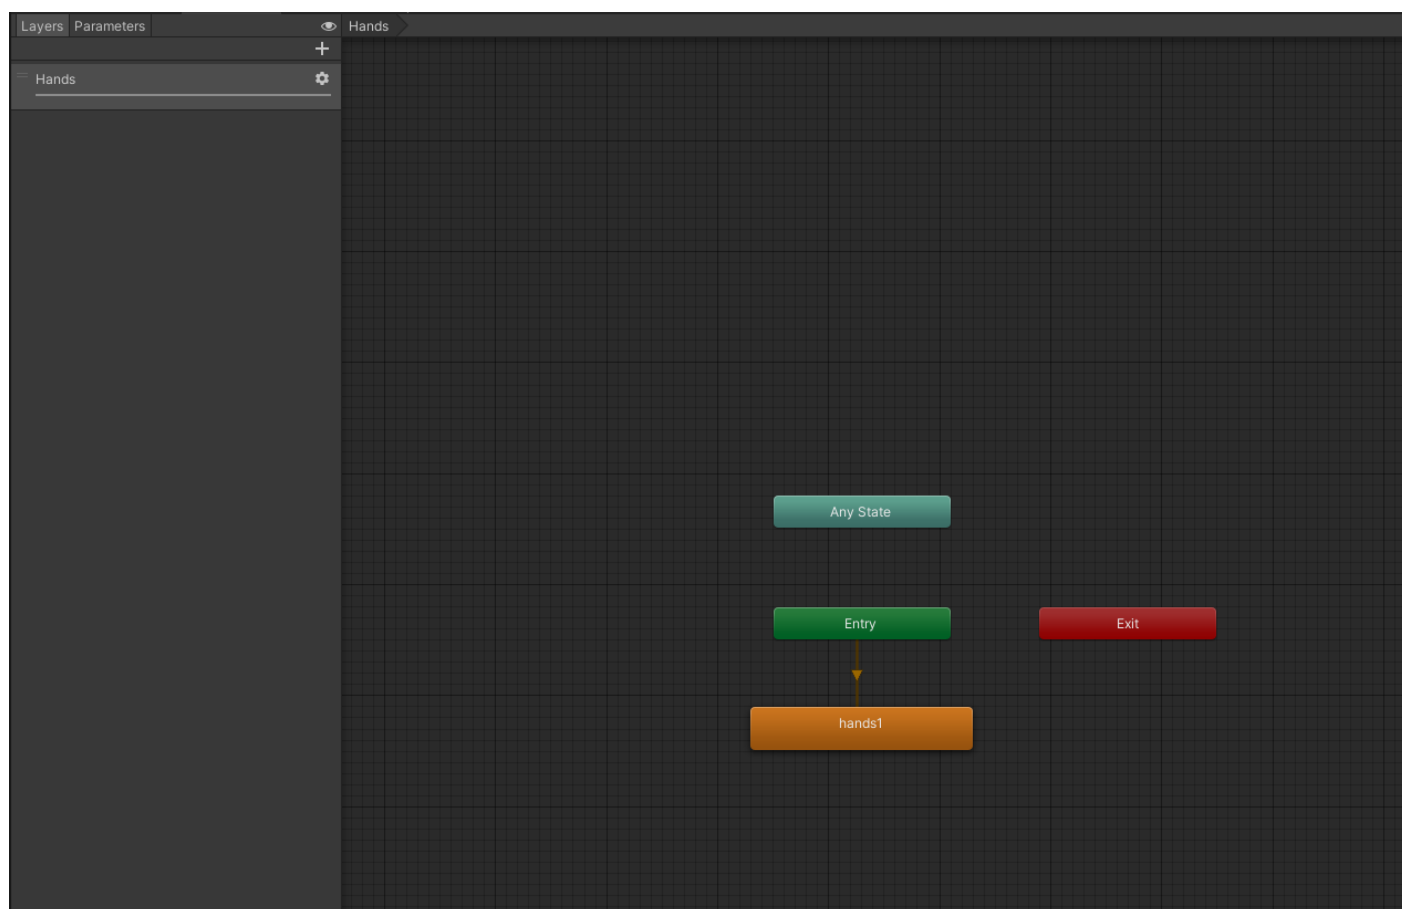 Layers Parameters
Hands
Hands
Any State
Entry
Exit
hands1